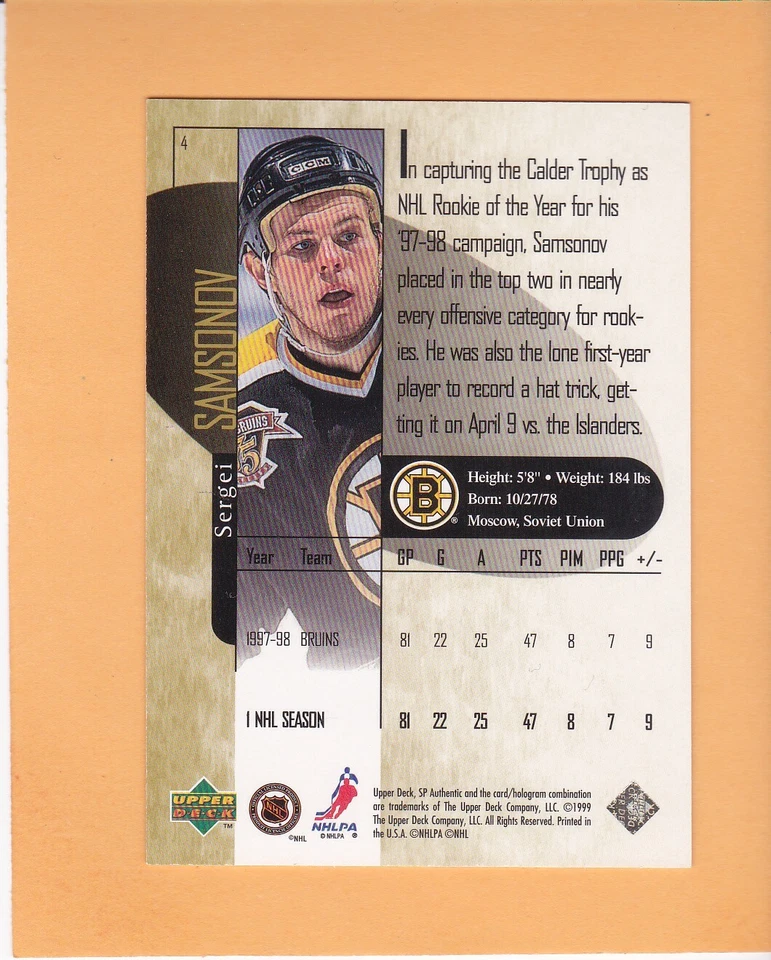 4
CCM
SAMSONOV
Sergei
In capturing the Calder Trophy as
NHL Rookie of the Year for his
'97-98 campaign, Samsonov
placed in the top two in nearly
every offensive category for rook-
ies. He was also the lone first-year
player to record a hat trick, get-
ting it on April 9 vs. the Islanders.
B
Height: 5'8" • Weight: 184 lbs
Born: 10/27/78
Moscow, Soviet Union
Year Team GP G A PTS PIM PPG +/-
1997-98 BRUINS 81 22 25 47 8 7 9
1 NHL SEASON 81 22 25 47 8 7 9
UPPER
DECK
TM
NHL
©NHL
NHLPA
© NHLPA ®
Upper Deck, SP Authentic and the card/hologram combination
are trademarks of The Upper Deck Company, LLC. ©1999
The Upper Deck Company, LLC. All Rights Reserved. Printed in
the U.S.A. ©NHLPA ©NHL